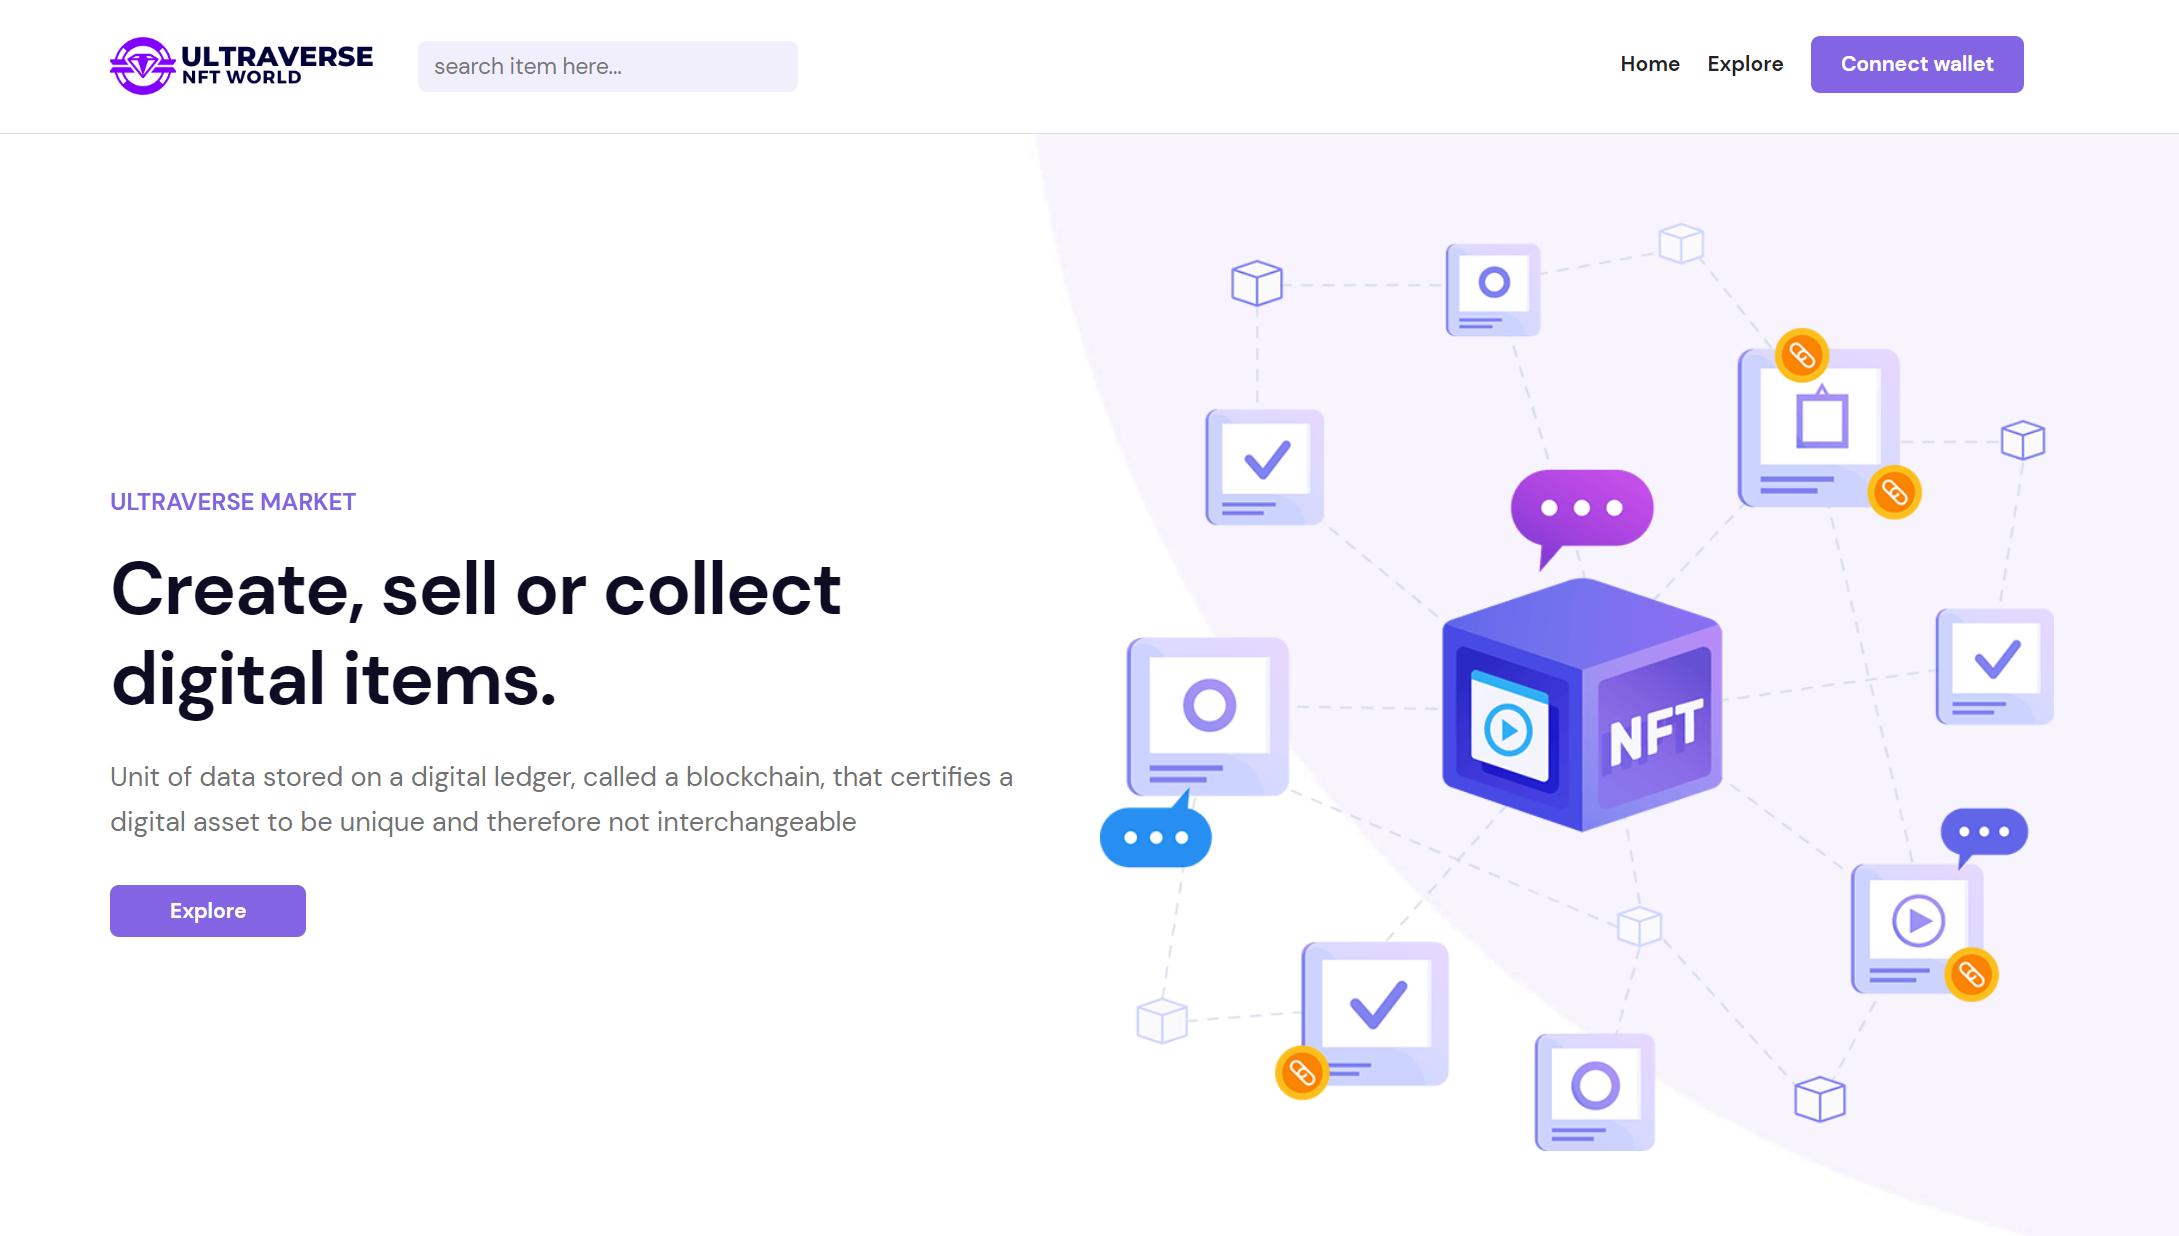 ULTRAVERSE
NFT WORLD
search item here...
Home
Explore
Connect wallet
ULTRAVERSE MARKET
Create, sell or collect
digital items.
Unit of data stored on a digital ledger, called a blockchain, that certifies a
digital asset to be unique and therefore not interchangeable
Explore
NFT